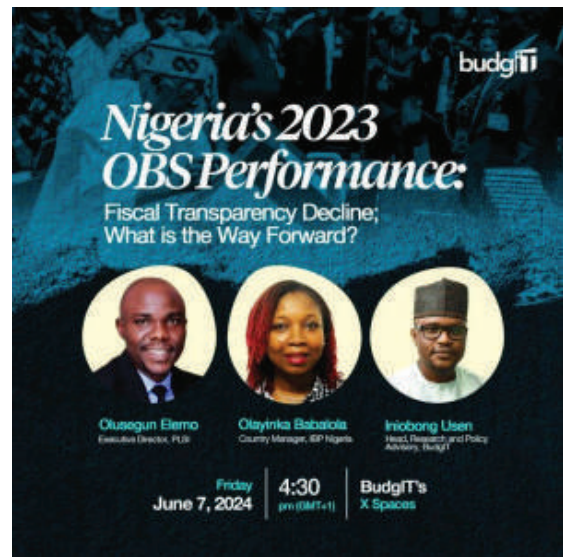 budgIT
Nigeria's 2023
OBS Performance:
Fiscal Transparency Decline;
What is the Way Forward?
Olusegun Elemo
Executive Director, PLSI
Olayinka Babalola
Country Manager, IBP Nigeria
Iniobong Usen
Head, Research and Policy
Advisory, BudgIT
Friday
June 7, 2024
4:30
pm (GMT+1)
BudgIT's
X Spaces